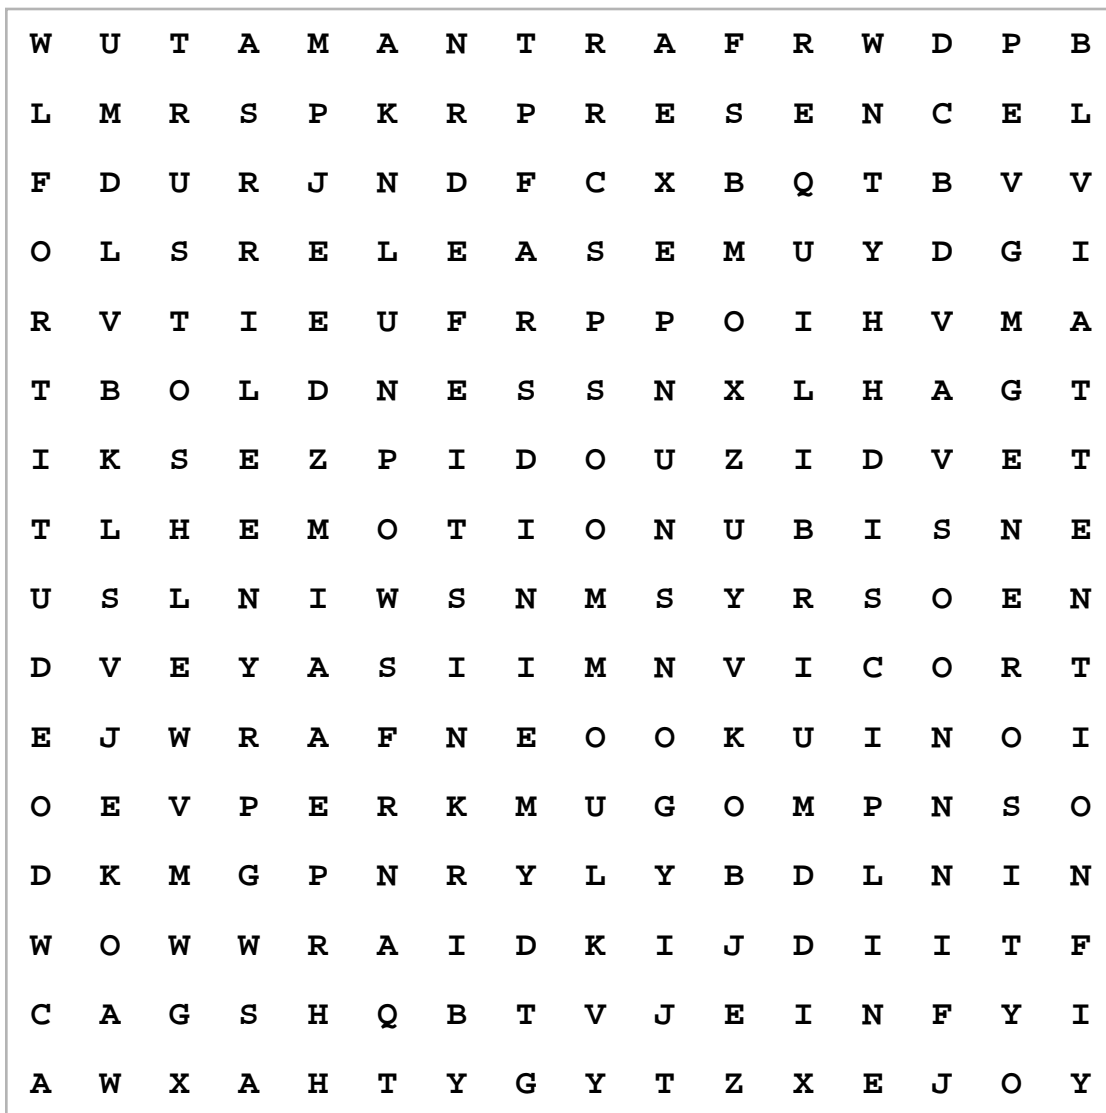 W U T A M A N T R A F R W D P B
L M R S P K R P R E S E N C E L
F D U R J N D F C X B Q T B V V
O L S R E L E A S E M U Y D G I
R V T I E U F R P P O I H V M A
T B O L D N E S S N X L H A G T
I K S E Z P I D O U Z I D V E T
T L H E M O T I O N U B I S N E
U S L N I W S N M S Y R S O E N
D V E Y A S I I M N V I C O R T
E J W R A F N E O O K U I N O I
O E V P E R K M U G O M P N S O
D K M G P N R Y L Y B D L N I N
W O W W R A I D K I J D I I T F
C A G S H Q B T V J E I N F Y I
A W X A H T Y G Y T Z X E J O Y